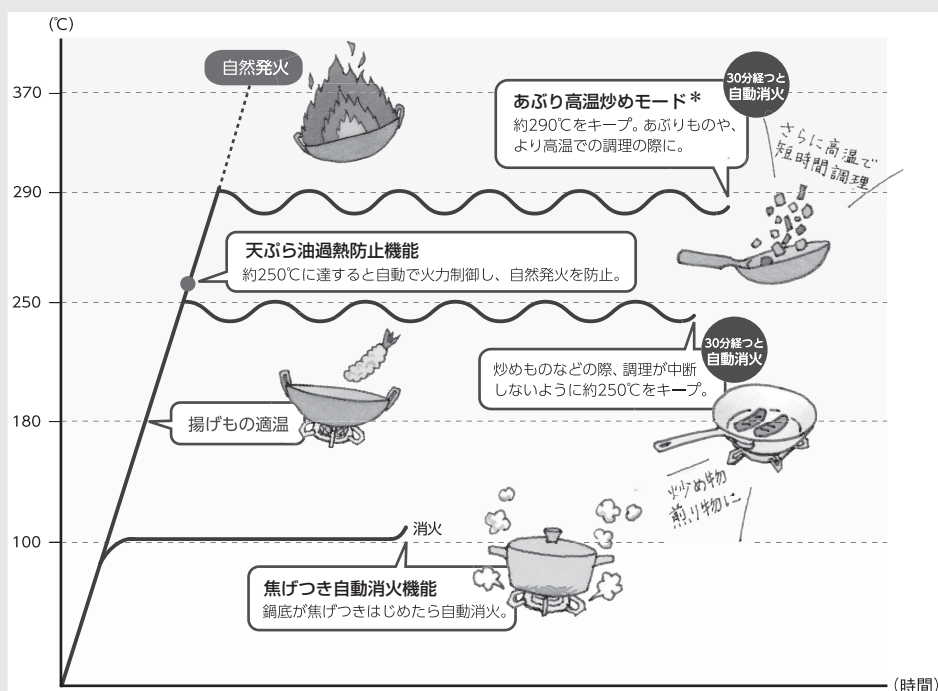 (℃)
自然発火
370
30分経つと
自動消火
あぶり高温炒めモード＊
約290℃をキープ。あぶりものや、
より高温での調理の際に。
さらに高温で
短時間調理
290
天ぷら油過熱防止機能
約250℃に達すると自動で火力制御し、自然発火を防止。
250
30分経つと
自動消火
炒めものなどの際、調理が中断
しないように約250℃をキープ。
180
揚げもの適温
炒め物
煎り物に
100
消火
焦げつき自動消火機能
鍋底が焦げつきはじめたら自動消火。
(時間)